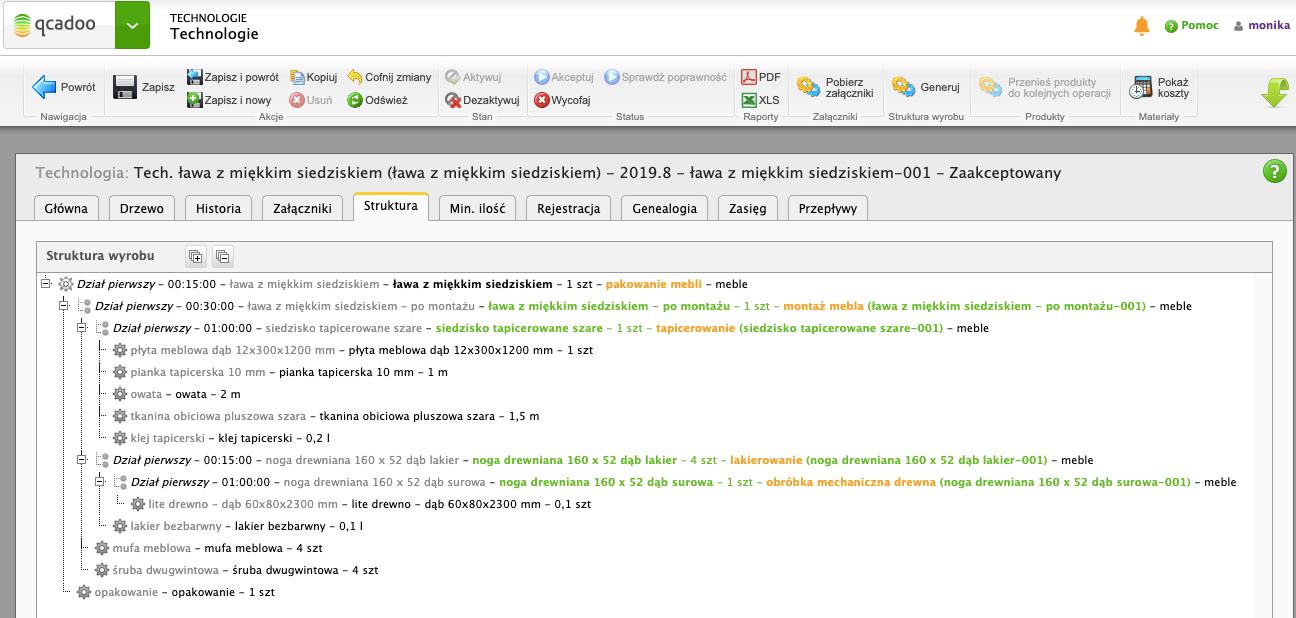 qcadoo
TECHNOLOGIE
Technologie
Pomoc
monika
Powrót
Nawigacja
Zapisz
Zapisz i powrót
Kopiuj
Cofnij zmiany
Zapisz i nowy
Usuń
Odśwież
Akcje
Aktywuj
Dezaktywuj
Stan
Akceptuj
Sprawdź poprawność
Wycofaj
Status
PDF
XLS
Raporty
Pobierz
załączniki
Załączniki
Generuj
Struktura wyrobu
Przenieś produkty
do kolejnych operacji
Produkty
Pokaż
koszty
Materiały
Technologia: Tech. ława z miękkim siedziskiem (ława z miękkim siedziskiem) - 2019.8 - ława z miękkim siedziskiem-001 - Zaakceptowany
?
Główna
Drzewo
Historia
Załączniki
Struktura
Min. ilość
Rejestracja
Genealogia
Zasięg
Przepływy
Struktura wyrobu
Dział pierwszy - 00:15:00 - ława z miękkim siedziskiem - ława z miękkim siedziskiem - 1 szt - pakowanie mebli - meble
Dział pierwszy - 00:30:00 - ława z miękkim siedziskiem - po montażu - ława z miękkim siedziskiem - po montażu - 1 szt - montaż mebla (ława z miękkim siedziskiem - po montażu-001) - meble
Dział pierwszy - 01:00:00 - siedzisko tapicerowane szare - siedzisko tapicerowane szare - 1 szt - tapicerowanie (siedzisko tapicerowane szare-001) - meble
płyta meblowa dąb 12x300x1200 mm - płyta meblowa dąb 12x300x1200 mm - 1 szt
pianka tapicerska 10 mm - pianka tapicerska 10 mm - 1 m
owata - owata - 2 m
tkanina obiciowa pluszowa szara - tkanina obiciowa pluszowa szara - 1,5 m
klej tapicerski - klej tapicerski - 0,2 l
Dział pierwszy - 00:15:00 - noga drewniana 160 x 52 dąb lakier - noga drewniana 160 x 52 dąb lakier - 4 szt - lakierowanie (noga drewniana 160 x 52 dąb lakier-001) - meble
Dział pierwszy - 01:00:00 - noga drewniana 160 x 52 dąb surowa - noga drewniana 160 x 52 dąb surowa - 1 szt - obróbka mechaniczna drewna (noga drewniana 160 x 52 dąb surowa-001) - meble
lite drewno - dąb 60x80x2300 mm - lite drewno - dąb 60x80x2300 mm - 0,1 szt
lakier bezbarwny - lakier bezbarwny - 0,1 l
mufa meblowa - mufa meblowa - 4 szt
śruba dwugwintowa - śruba dwugwintowa - 4 szt
opakowanie - opakowanie - 1 szt